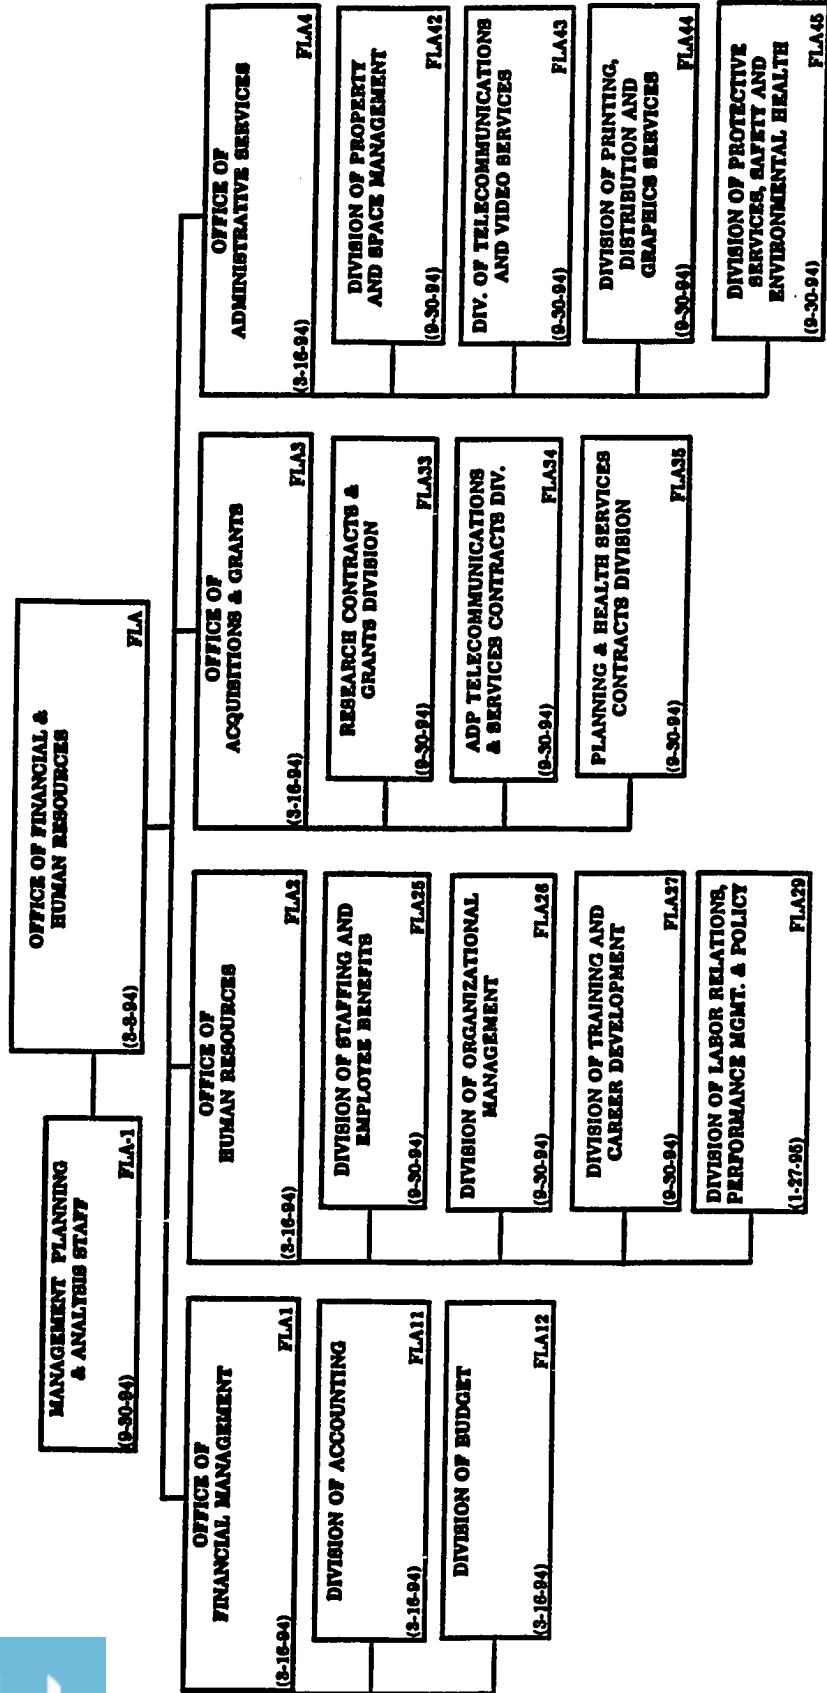 OFFICE OF FINANCIAL &
HUMAN RESOURCES
(3-8-94) FLA
MANAGEMENT PLANNING
& ANALYSIS STAFF
(9-30-94) FLA-1
OFFICE OF
FINANCIAL MANAGEMENT
(3-16-94) FLA1
DIVISION OF ACCOUNTING
(3-16-94) FLA11
DIVISION OF BUDGET
(3-16-94) FLA12
OFFICE OF
HUMAN RESOURCES
(3-16-94) FLA2
DIVISION OF STAFFING AND
EMPLOYEE BENEFITS
(9-30-94) FLA25
DIVISION OF ORGANIZATIONAL
MANAGEMENT
(9-30-94) FLA26
DIVISION OF TRAINING AND
CAREER DEVELOPMENT
(9-30-94) FLA27
DIVISION OF LABOR RELATIONS,
PERFORMANCE MGMT. & POLICY
(1-27-95) FLA29
OFFICE OF
ACQUISITIONS & GRANTS
(3-16-94) FLA3
RESEARCH CONTRACTS &
GRANTS DIVISION
(9-30-94) FLA33
ADP TELECOMMUNICATIONS
& SERVICES CONTRACTS DIV.
(9-30-94) FLA34
PLANNING & HEALTH SERVICES
CONTRACTS DIVISION
(9-30-94) FLA35
OFFICE OF
ADMINISTRATIVE SERVICES
(3-16-94) FLA4
DIVISION OF PROPERTY
AND SPACE MANAGEMENT
(9-30-94) FLA42
DIV. OF TELECOMMUNICATIONS
AND VIDEO SERVICES
(9-30-94) FLA43
DIVISION OF PRINTING,
DISTRIBUTION AND
GRAPHICS SERVICES
(9-30-94) FLA44
DIVISION OF PROTECTIVE
SERVICES, SAFETY AND
ENVIRONMENTAL HEALTH
(9-30-94) FLA45